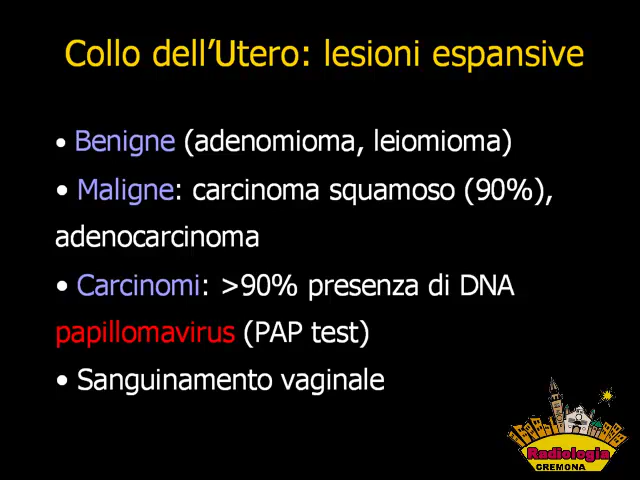 Collo dell’Utero: lesioni espansive
• Benigne (adenomioma, leiomioma)
• Maligne: carcinoma squamoso (90%),
adenocarcinoma
• Carcinomi: >90% presenza di DNA
papillomavirus (PAP test)
• Sanguinamento vaginale
Radiologia
CREMONA